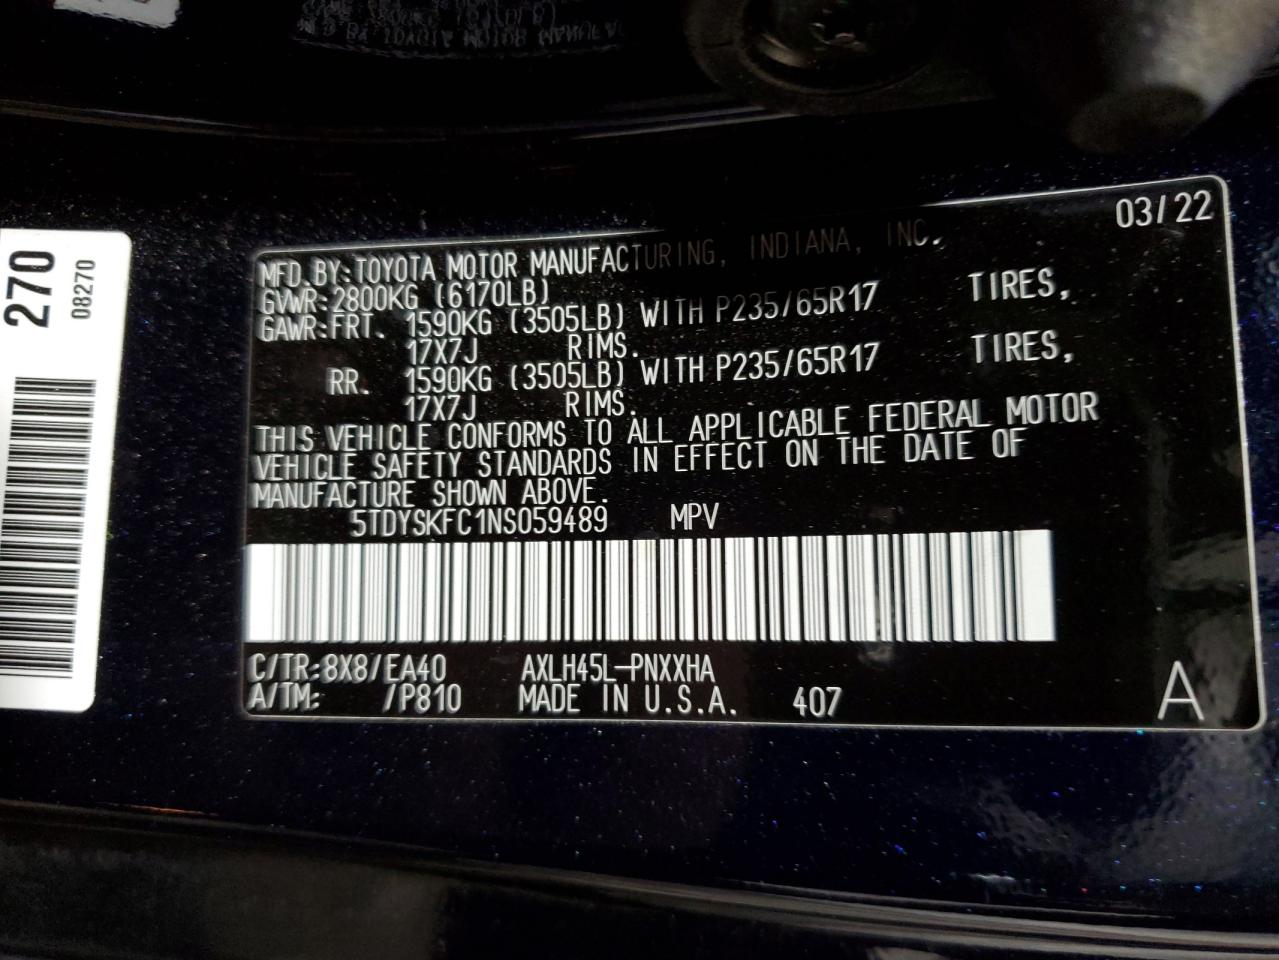 270
08270
03/22
MFD.BY:TOYOTA MOTOR MANUFACTURING, INDIANA, INC.
GVWR:2800KG (6170LB)
GAWR:FRT. 1590KG (3505LB) WITH P235/65R17 TIRES,
17X7J RIMS.
RR. 1590KG (3505LB) WITH P235/65R17 TIRES,
17X7J RIMS.
THIS VEHICLE CONFORMS TO ALL APPLICABLE FEDERAL MOTOR
VEHICLE SAFETY STANDARDS IN EFFECT ON THE DATE OF
MANUFACTURE SHOWN ABOVE.
5TDYSKFC1NS059489 MPV
C/TR:8X8/EA40 AXLH45L-PNXXHA
A/TM: /P810 MADE IN U.S.A. 407 A